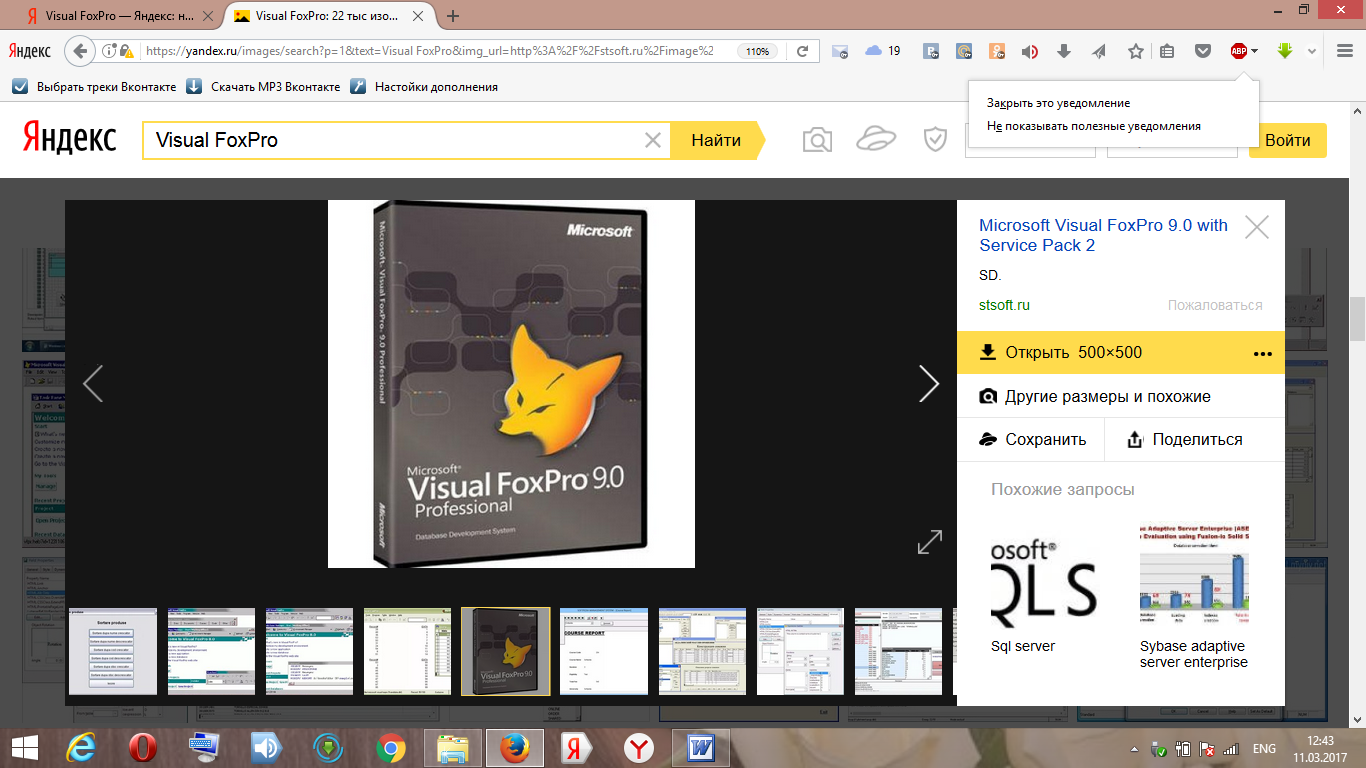 Visual FoxPro — Яндекс: н...
Visual FoxPro: 22 тыс изо...
Яндекс
https://yandex.ru/images/search?p=1&text=Visual FoxPro&img_url=http%3A%2F%2Fstsoft.ru%2Fimage%2
110%
19
ABP
Выбрать треки Вконтакте
Скачать MP3 Вконтакте
Настойки дополнения
Закрыть это уведомление
Не показывать полезные уведомления
Яндекс
Visual FoxPro
Найти
Войти
Microsoft
Microsoft Visual FoxPro 9.0 Professional
Microsoft
Microsoft
Visual FoxPro 9.0
Professional
Database Development System
Microsoft Visual FoxPro 9.0 with
Service Pack 2
SD.
stsoft.ru
Пожаловаться
Открыть 500×500
Другие размеры и похожие
Сохранить
Поделиться
Похожие запросы
osoft®
QLS
Sql server
Sybase adaptive
server enterprise
COURSE REPORT
ENG
12:43
11.03.2017